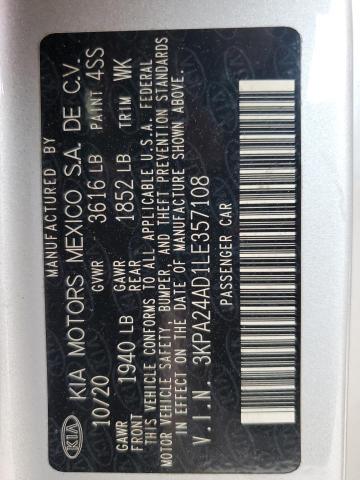 MANUFACTURED BY
KIA KIA MOTORS MEXICO S.A. DE C.V.
10/20 GVWR 3616 LB PAINT 4SS
GAWR FRONT 1940 LB GAWR REAR 1852 LB TRIM WK
THIS VEHICLE CONFORMS TO ALL APPLICABLE U.S.A. FEDERAL
MOTOR VEHICLE SAFETY, BUMPER, AND THEFT PREVENTION STANDARDS
IN EFFECT ON THE DATE OF MANUFACTURE SHOWN ABOVE.
V.I.N. 3KPA24AD1LE357108
PASSENGER CAR